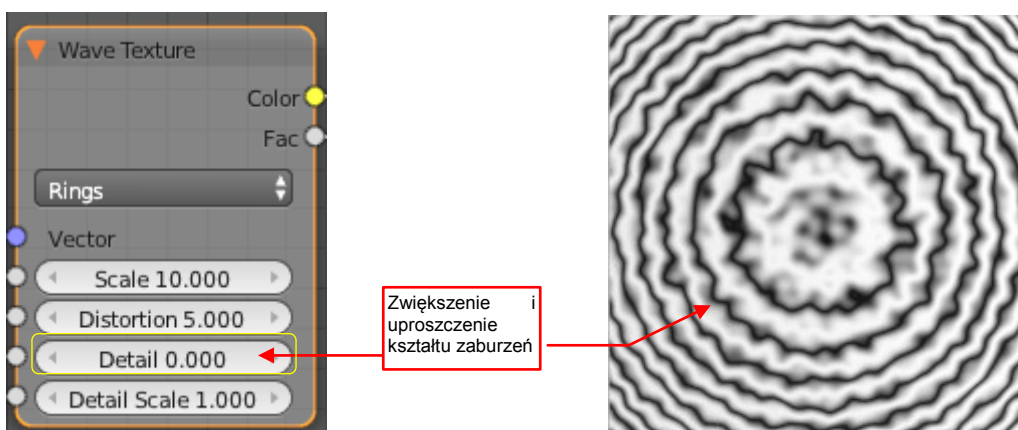 Wave Texture
Color
Fac
Rings
Vector
Scale 10.000
Distortion 5.000
Detail 0.000
Detail Scale 1.000
Zwiększenie i
uproszczenie
kształtu zaburzeń